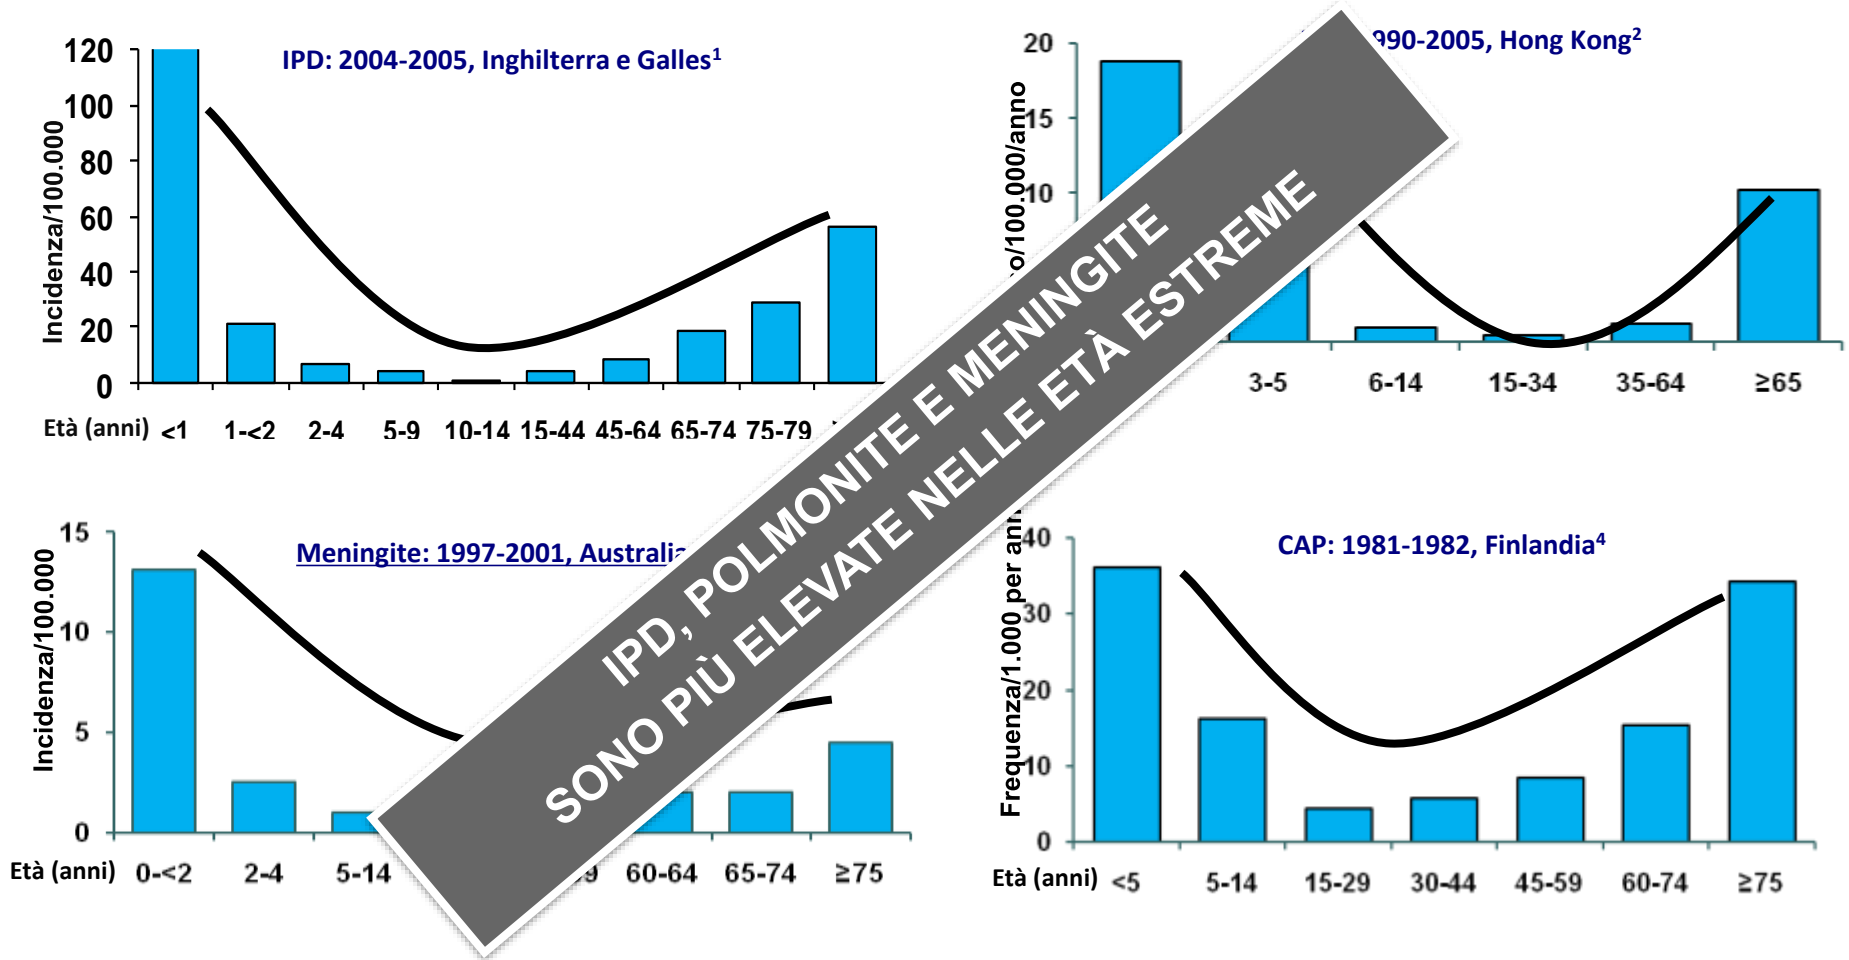 IPD: 2004-2005, Inghilterra e Galles¹
Incidenza/100.000
120
100
80
60
40
20
0
Età (anni) <1 1-<2 2-4 5-9 10-14 15-44 45-64 65-74 75-79
990-2005, Hong Kong²
o/100.000/anno
20
15
10
3-5 6-14 15-34 35-64 ≥65
IPD, POLMONITE E MENINGITE
SONO PIÙ ELEVATE NELLE ETÀ ESTREME
Meningite: 1997-2001, Australia
Incidenza/100.000
15
10
5
0
Età (anni) 0-<2 2-4 5-14 60-64 65-74 ≥75
CAP: 1981-1982, Finlandia⁴
Frequenza/1.000 per ann
40
30
20
10
0
Età (anni) <5 5-14 15-29 30-44 45-59 60-74 ≥75